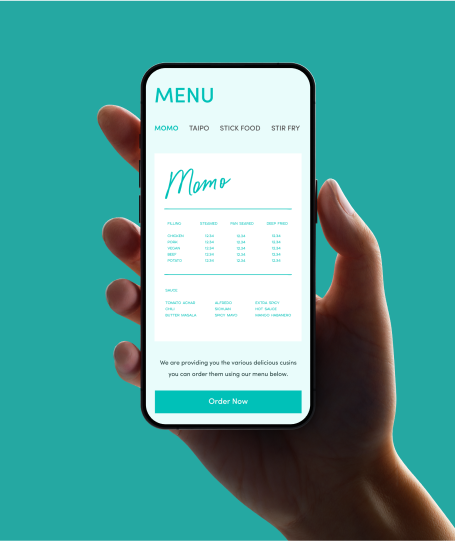 MENU
MOMO TAIPO STICK FOOD STIR FRY
Momo
FILLING STEAMED PAN SEARED DEEP FRIED
CHICKEN 12.34 12.34 12.34
PORK 12.34 12.34 12.34
VEGAN 12.34 12.34 12.34
BEEF 12.34 12.34 12.34
POTATO 12.34 12.34 12.34
SAUCE
TOMATO ACHAR ALFREDO EXTRA SPICY
CHILI HOT SAUCE
BUTTER MASALA SPICY MAYO MANGO HABANERO
We are providing you the various delicious cusins
you can order them using our menu below.
Order Now